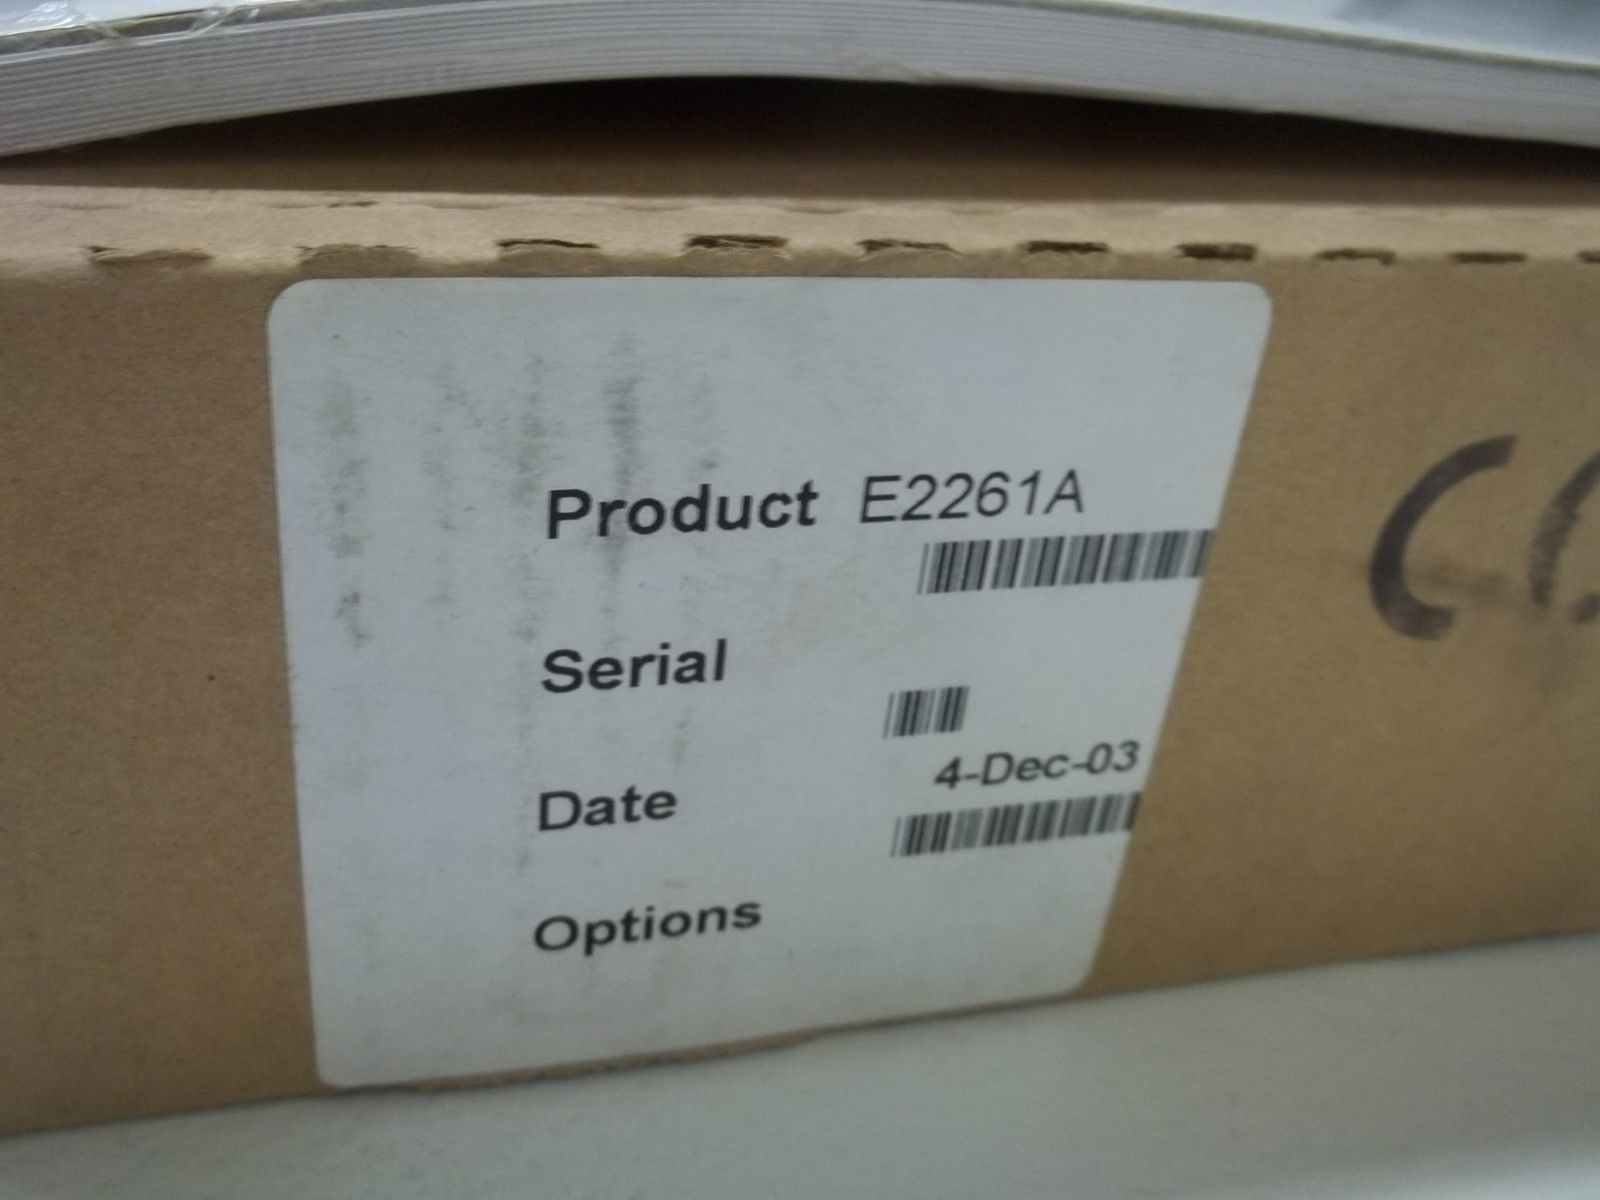 Product E2261A
Serial
Date 4-Dec-03
Options